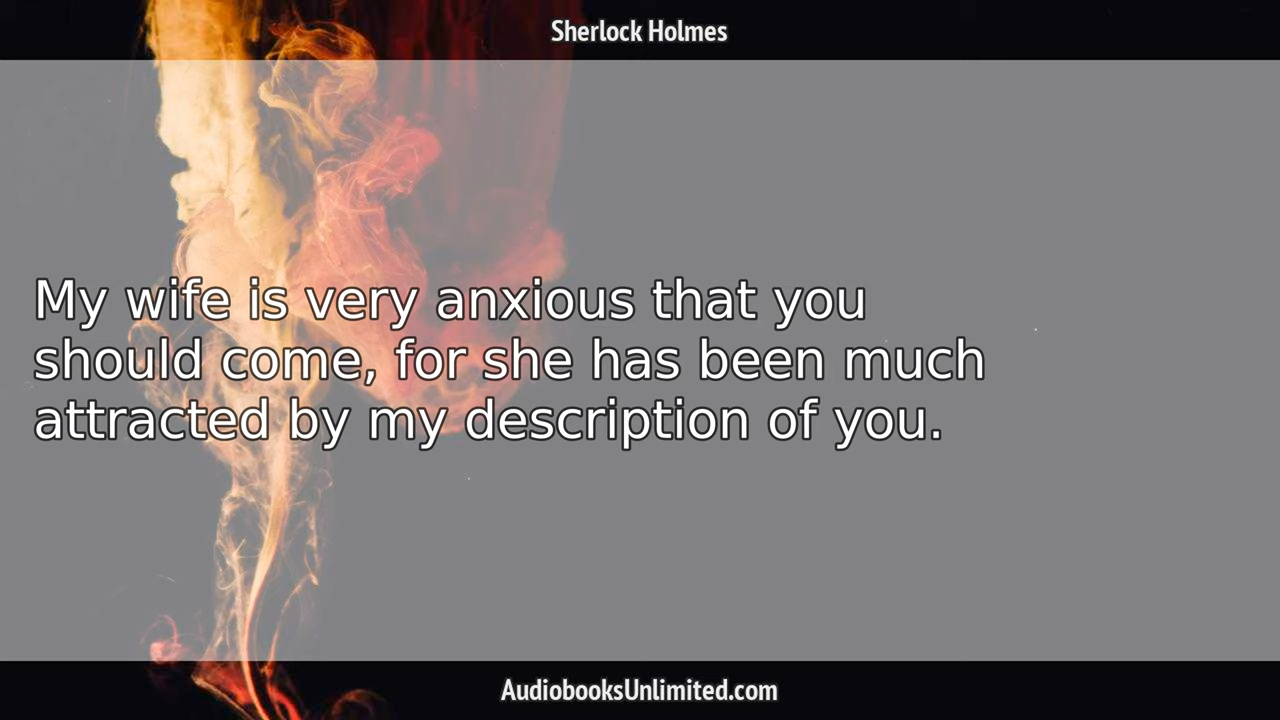 Sherlock Holmes
My wife is very anxious that you
should come, for she has been much
attracted by my description of you.
AudiobooksUnlimited.com